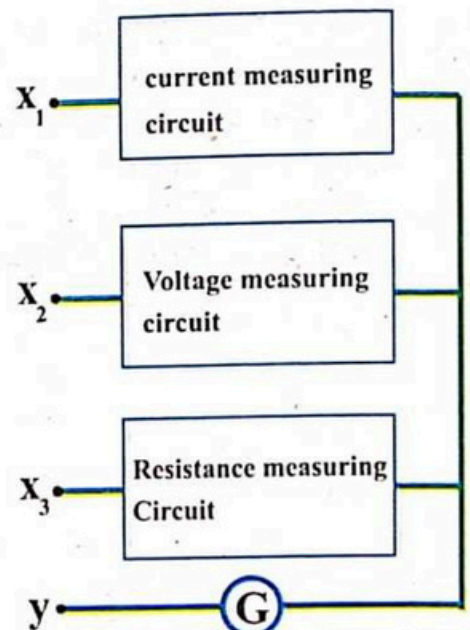 current measuring
X₁
circuit
Voltage measuring
X₂
circuit
Resistance measuring
X₃
Circuit
y
G